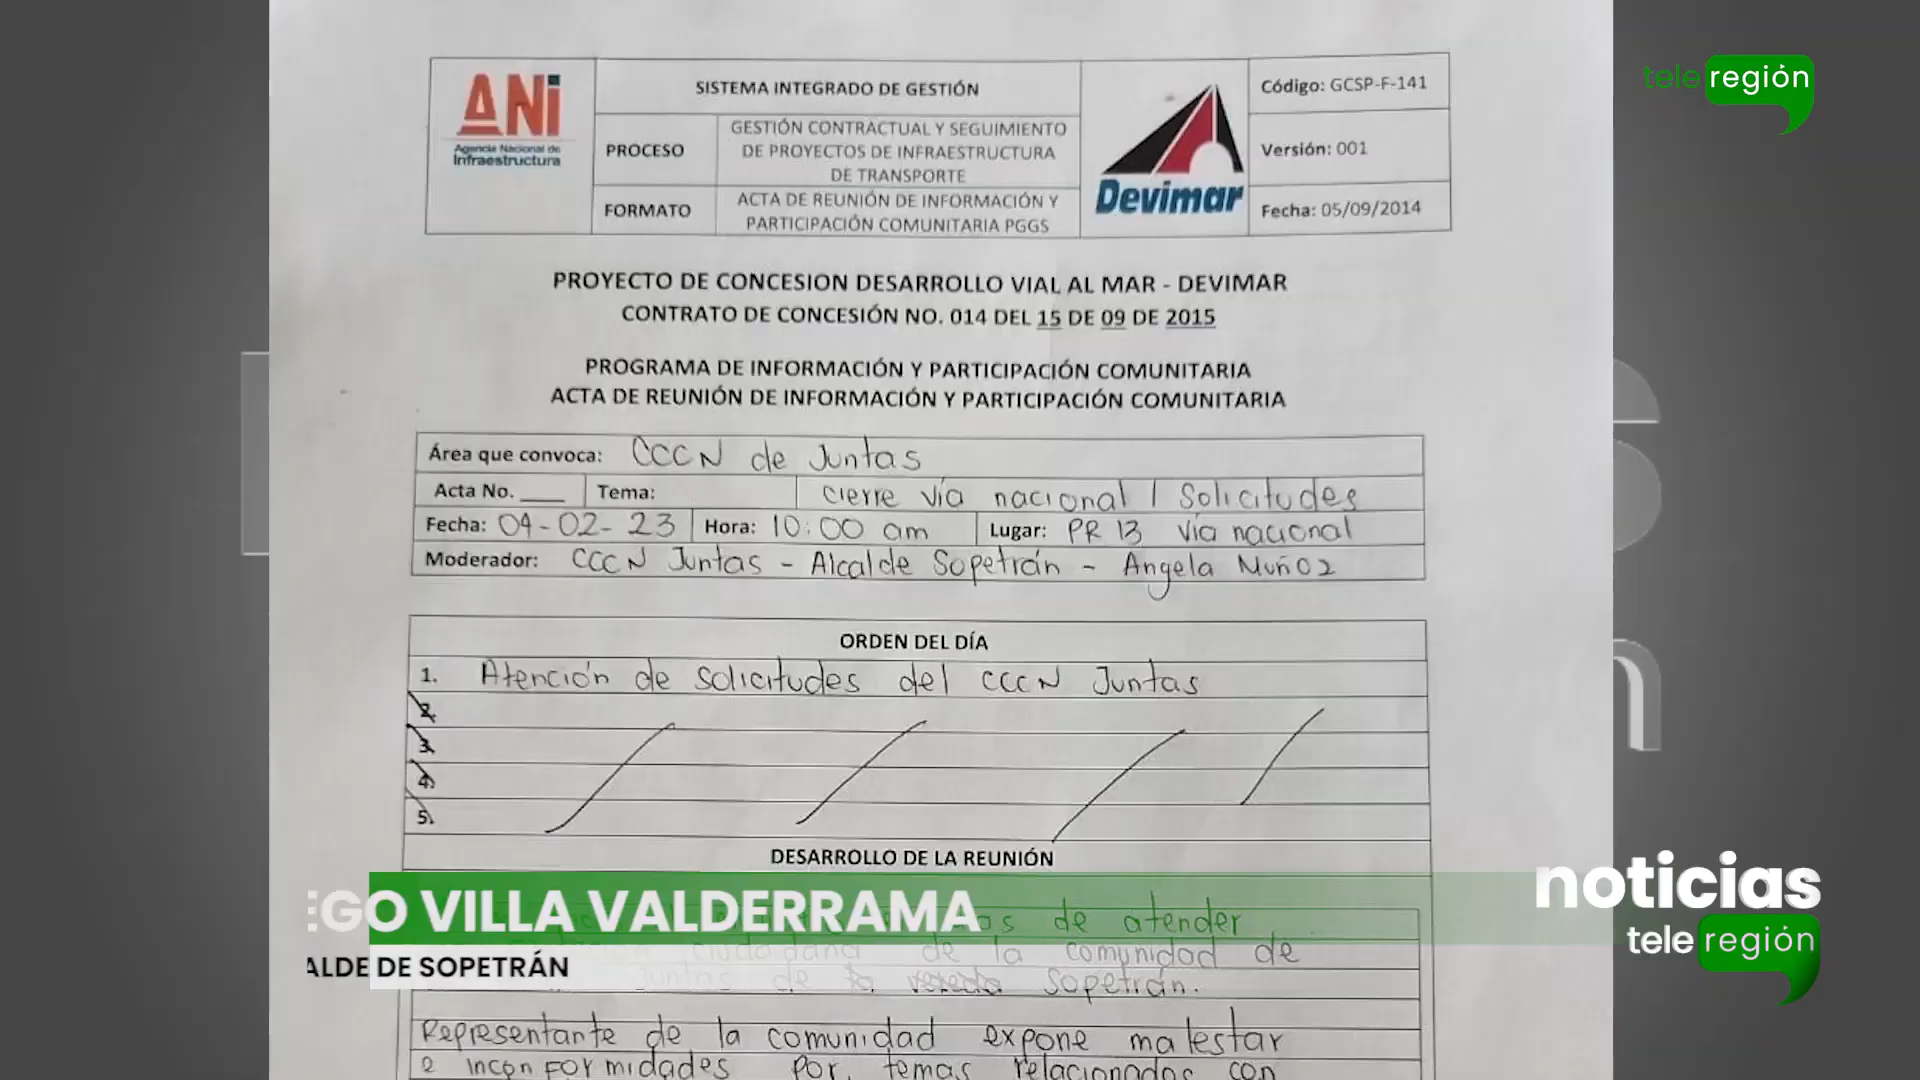 ANi
Agencia Nacional de
Infraestructura
SISTEMA INTEGRADO DE GESTIÓN
PROCESO
GESTIÓN CONTRACTUAL Y SEGUIMIENTO
DE PROYECTOS DE INFRAESTRUCTURA
DE TRANSPORTE
FORMATO
ACTA DE REUNIÓN DE INFORMACIÓN Y
PARTICIPACIÓN COMUNITARIA PGGS
Devimar
Código: GCSP-F-141
Versión: 001
Fecha: 05/09/2014
tele región
PROYECTO DE CONCESION DESARROLLO VIAL AL MAR - DEVIMAR
CONTRATO DE CONCESIÓN NO. 014 DEL 15 DE 09 DE 2015
PROGRAMA DE INFORMACIÓN Y PARTICIPACIÓN COMUNITARIA
ACTA DE REUNIÓN DE INFORMACIÓN Y PARTICIPACIÓN COMUNITARIA
Área que convoca: CCCN de Juntas
Acta No. ____ Tema: cierre vía nacional / Solicitudes
Fecha: 04-02-23 Hora: 10:00 am Lugar: PR 13 vía nacional
Moderador: CCCN Juntas - Alcalde Sopetrán - Angela Muñoz
ORDEN DEL DÍA
1. Atención de solicitudes del CCCN Juntas
2.
3.
4.
5.
DESARROLLO DE LA REUNIÓN
de atender
ciudadana de la comunidad de
Juntas de la vereda Sopetrán.
Representante de la comunidad expone malestar
e inconformidades por temas relacionados con
EGO VILLA VALDERRAMA
ALDE DE SOPETRÁN
noticias
tele región